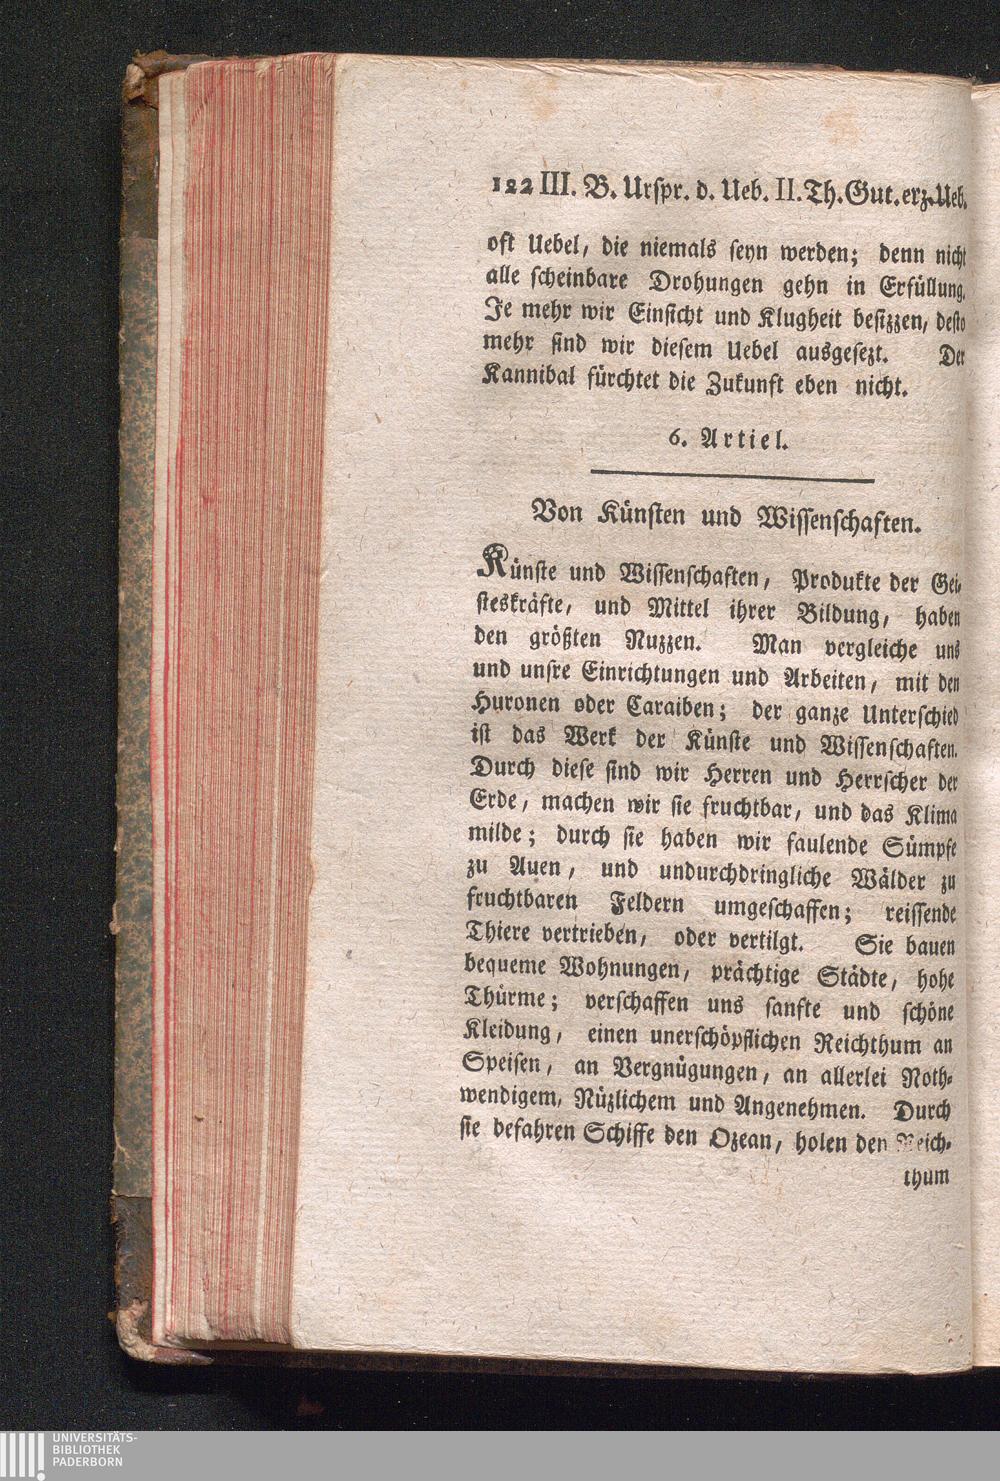 122 III. B. Urspr. d. Ueb. II. Th. Gut. erz. Ueb.
oft Uebel, die niemals seyn werden; denn nicht
alle scheinbare Drohungen gehn in Erfüllung.
Je mehr wir Einsicht und Klugheit besizzen, desto
mehr sind wir diesem Uebel ausgesezt. Der
Kannibal fürchtet die Zukunft eben nicht.
6. Artiel.
Von Künsten und Wissenschaften.
Künste und Wissenschaften, Produkte der Gei-
steskräfte, und Mittel ihrer Bildung, haben
den größten Nuzzen. Man vergleiche uns
und unsre Einrichtungen und Arbeiten, mit den
Huronen oder Caraiben; der ganze Unterschied
ist das Werk der Künste und Wissenschaften.
Durch diese sind wir Herren und Herrscher der
Erde, machen wir sie fruchtbar, und das Klima
milde; durch sie haben wir faulende Sümpfe
zu Auen, und undurchdringliche Wälder zu
fruchtbaren Feldern umgeschaffen; reissende
Thiere vertrieben, oder vertilgt. Sie bauen
bequeme Wohnungen, prächtige Städte, hohe
Thürme; verschaffen uns sanfte und schöne
Kleidung, einen unerschöpflichen Reichthum an
Speisen, an Vergnügungen, an allerlei Noth-
wendigem, Nüzlichem und Angenehmen. Durch
sie befahren Schiffe den Ozean, holen den Reich-
thum
UNIVERSITÄTS-
BIBLIOTHEK
PADERBORN